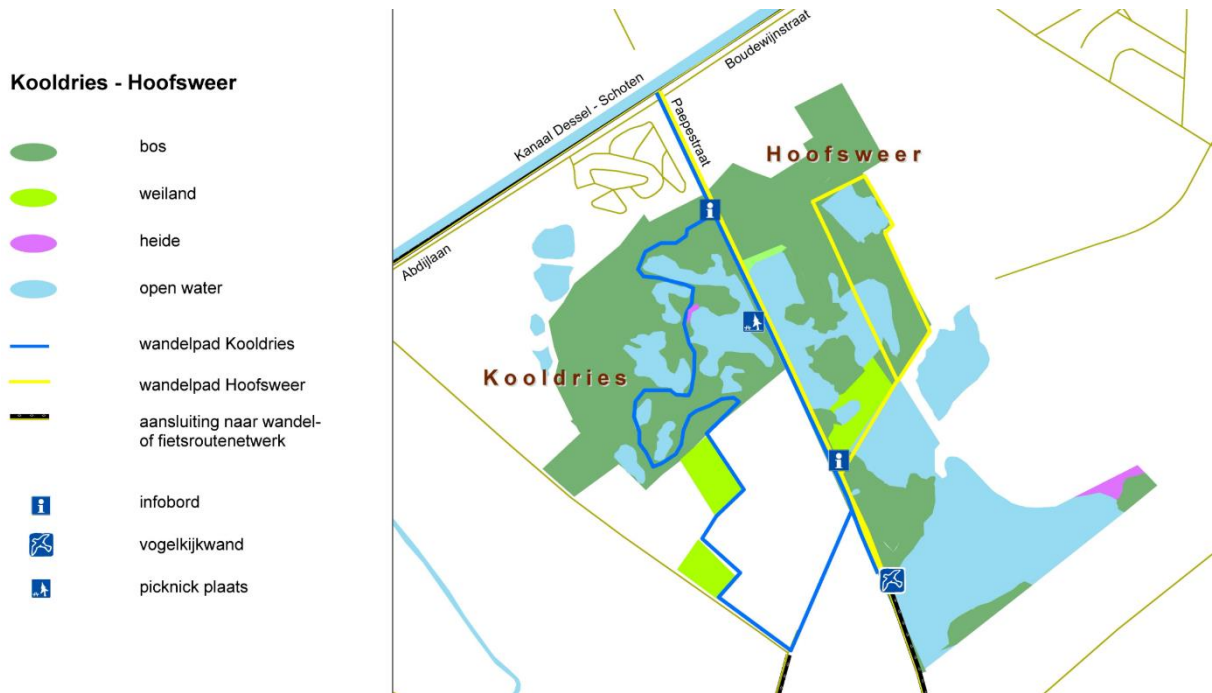 Kooldries - Hoofsweer
bos
weiland
heide
open water
wandelpad Kooldries
wandelpad Hoofsweer
aansluiting naar wandel-
of fietsroutenetwerk
infobord
vogelkijkwand
picknick plaats
Kanaal Dessel - Schoten
Boudewijnstraat
Paepestraat
Abdijlaan
Hoofsweer
Kooldries